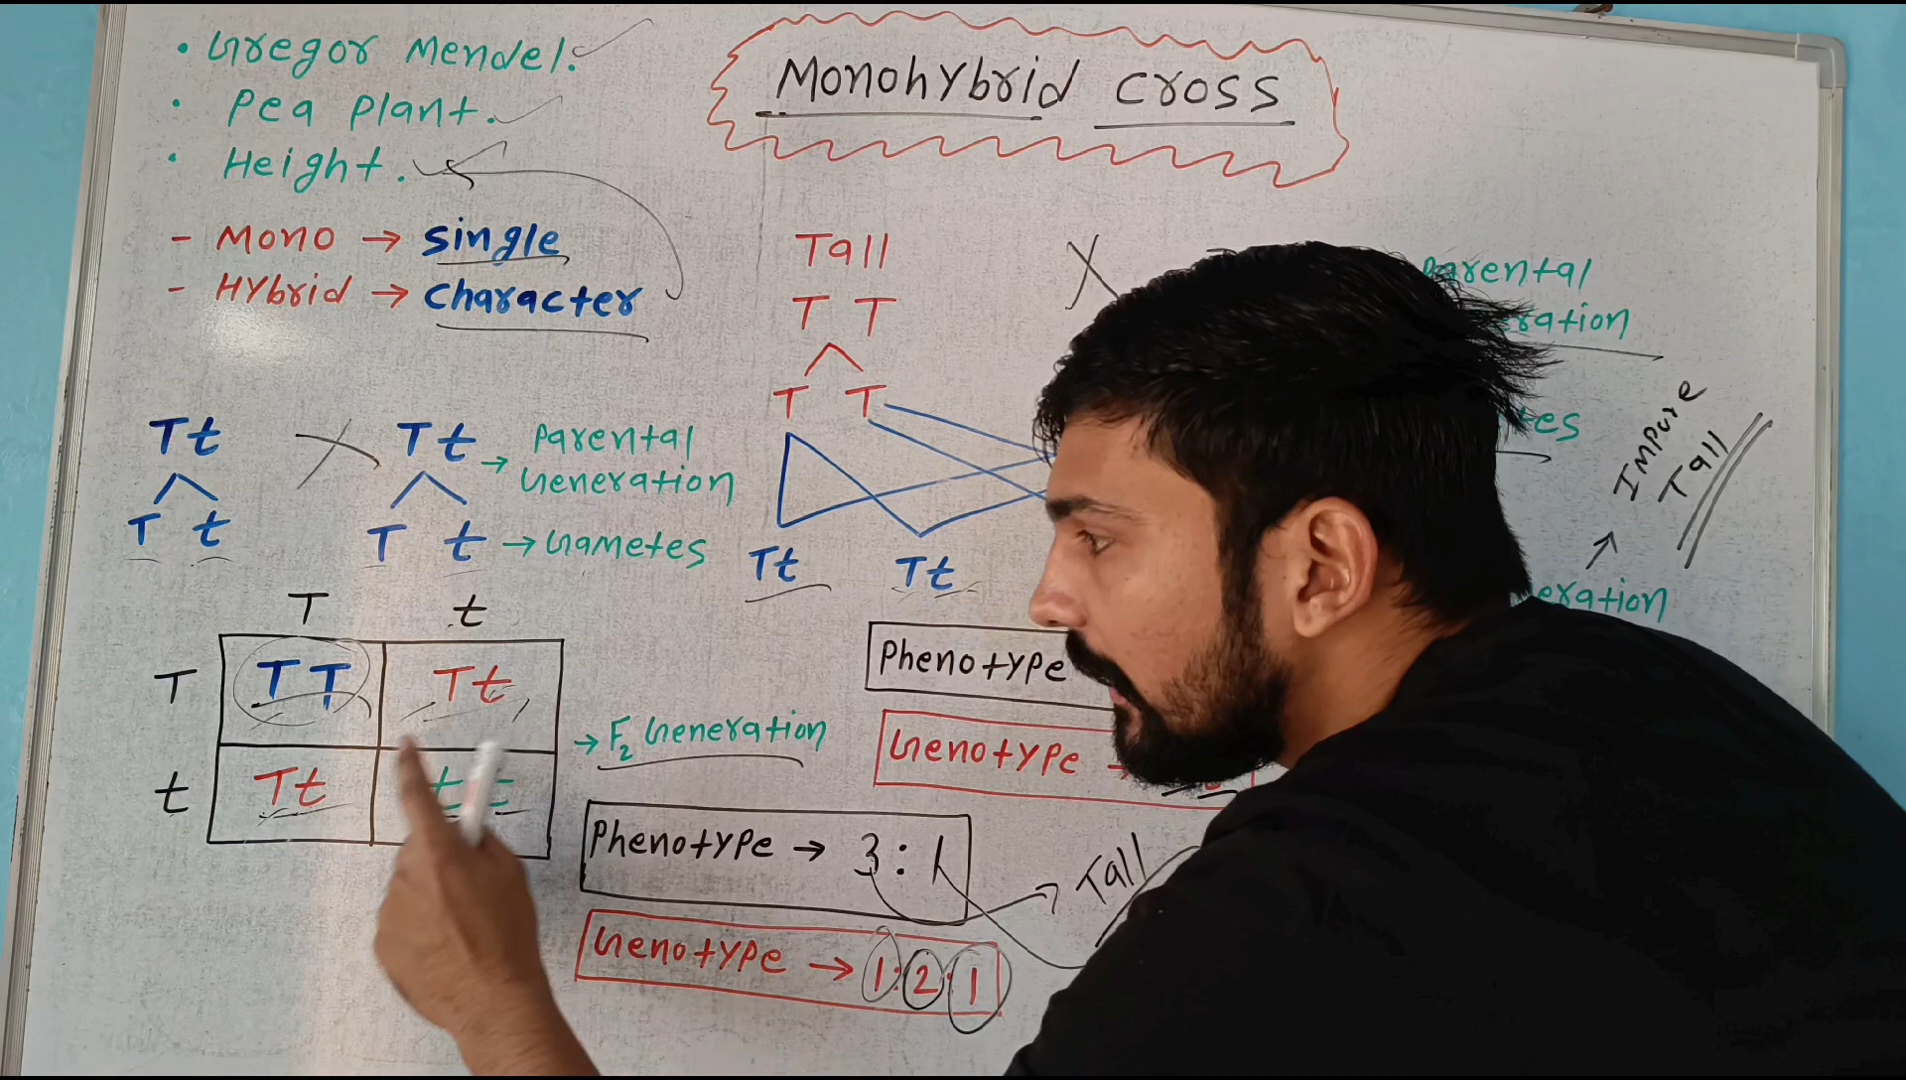 • Gregor Mendel.
• Pea plant.
• Height.
- Mono → single
- Hybrid → character
Monohybrid cross
Tall
T T
T T
Tt Tt
Parental
Impure
Tall
Tt X Tt → Parental Generation
T t T t → Gametes
T t
T TT Tt
t Tt t t
→ F2 Generation
Phenotype
Genotype →
Phenotype → 3 : 1
Tall
Genotype → 1:2:1